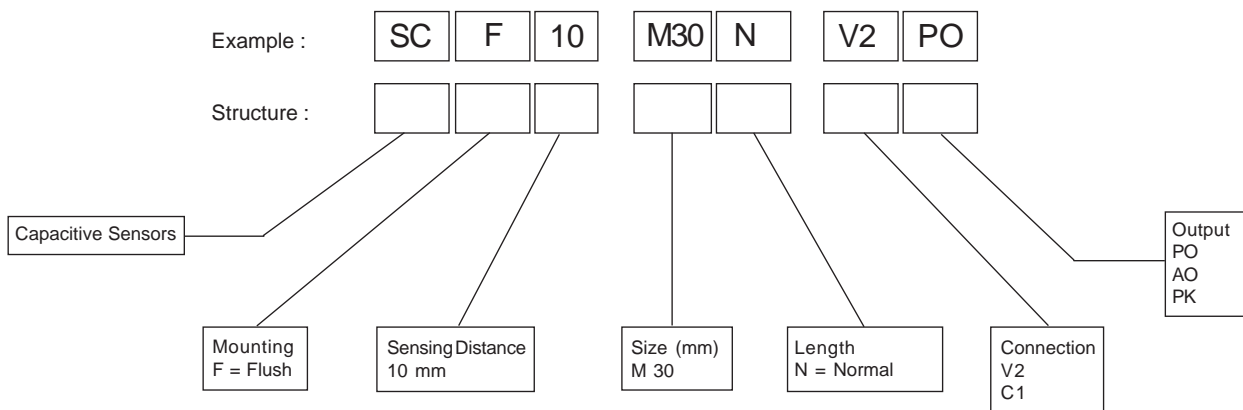 Example : SC F 10 M30 N V2 PO
Structure :
Capacitive Sensors
Output
PO
AO
PK
Mounting
F = Flush
Sensing Distance
10 mm
Size (mm)
M 30
Length
N = Normal
Connection
V2
C1